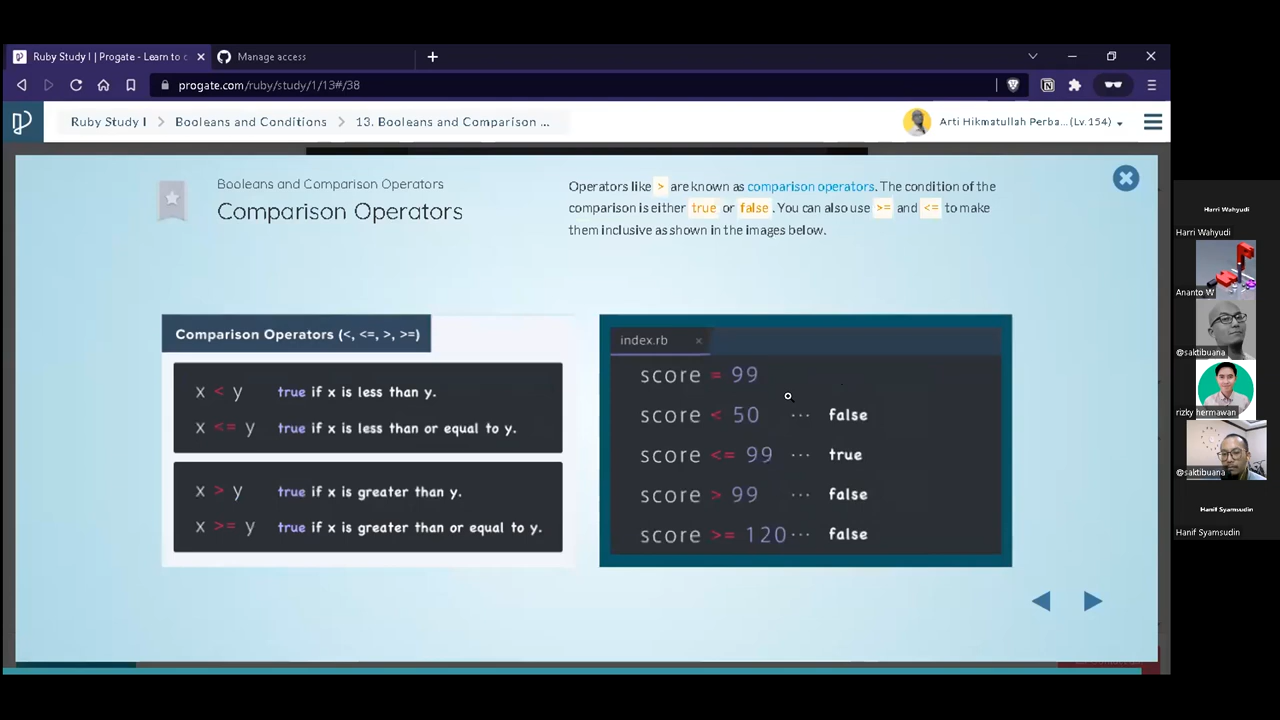 Ruby Study I | Progate - Learn to c
Manage access
progate.com/ruby/study/1/13#/38
Ruby Study I > Booleans and Conditions > 13. Booleans and Comparison ...
Arti Hikmatullah Perba...(Lv.154)
Booleans and Comparison Operators
Comparison Operators
Operators like > are known as comparison operators. The condition of the
comparison is either true or false. You can also use >= and <= to make
them inclusive as shown in the images below.
Comparison Operators (<, <=, >, >=)
x < y true if x is less than y.
x <= y true if x is less than or equal to y.
x > y true if x is greater than y.
x >= y true if x is greater than or equal to y.
index.rb ×
score = 99
score < 50 ... false
score <= 99 ... true
score > 99 ... false
score >= 120 ... false
Harri Wahyudi
Harri Wahyudi
Ananto W
@saktibuana
rizky hermawan
@saktibuana
Hanif Syamsudin
Hanif Syamsudin